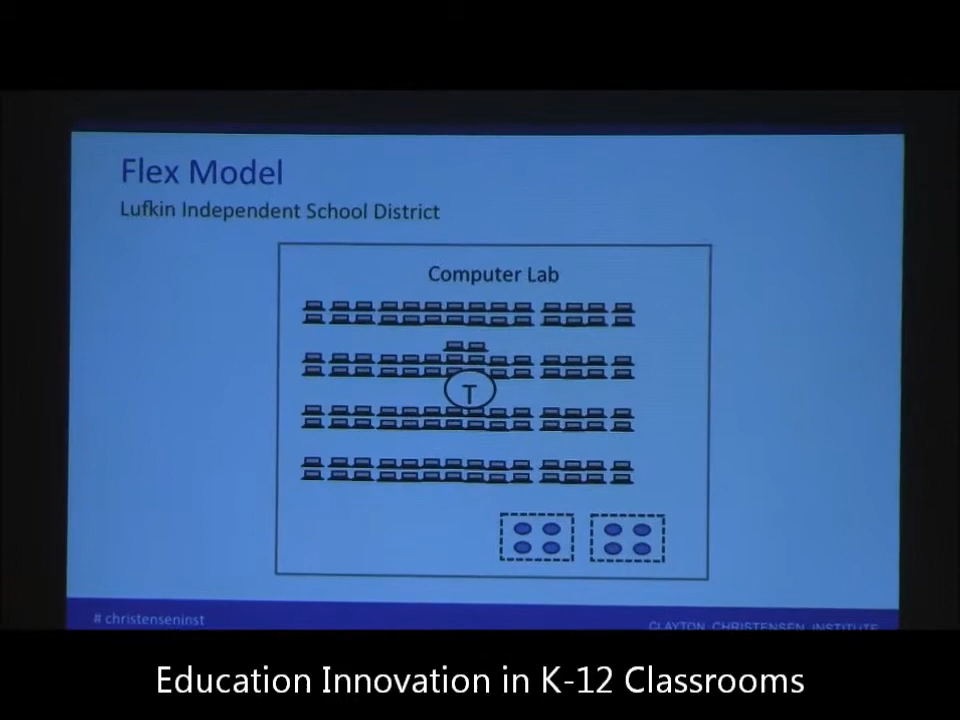 Flex Model
Lufkin Independent School District
Computer Lab
T
# christenseninst
CLAYTON CHRISTENSEN INSTITUTE
Education Innovation in K-12 Classrooms